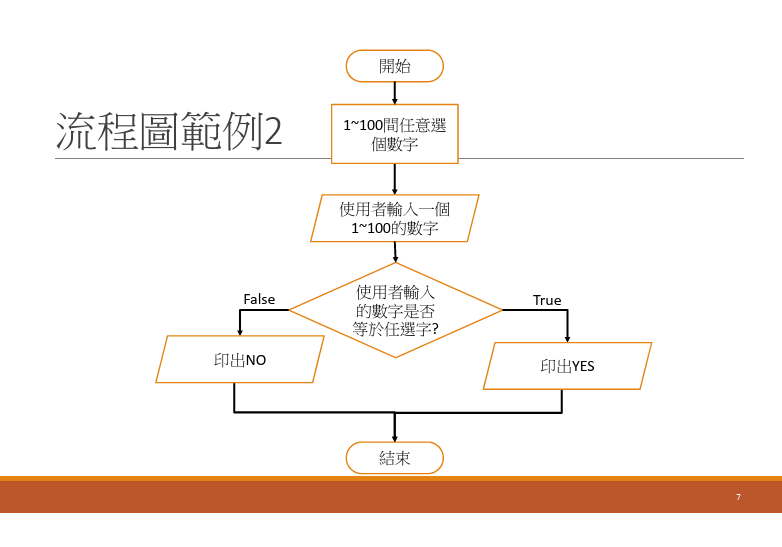 流程圖範例2
開始
1~100間任意選
個數字
使用者輸入一個
1~100的數字
使用者輸入
的數字是否
等於任選字?
False
True
印出NO
印出YES
結束
7